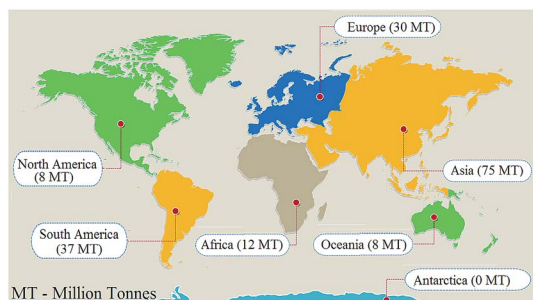 Europe (30 MT)
North America
(8 MT)
Asia (75 MT)
South America
(37 MT)
Africa (12 MT)
Oceania (8 MT)
Antarctica (0 MT)
MT - Million Tonnes